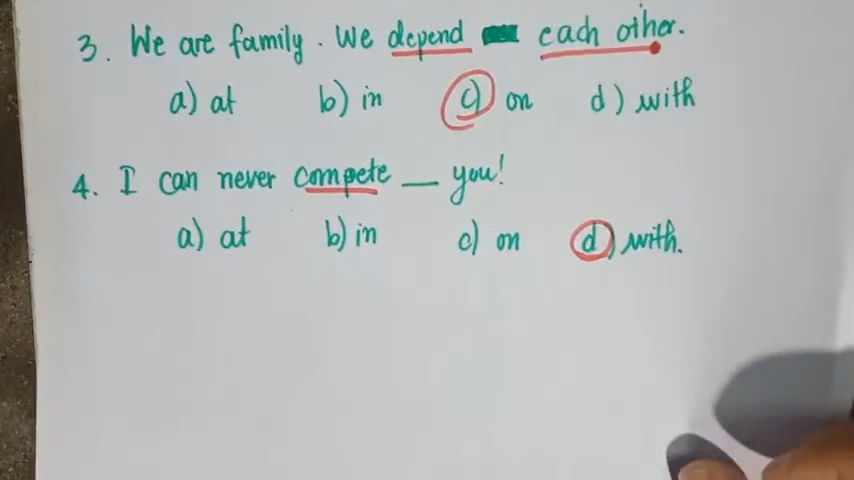 3. We are family. We depend each other.
a) at b) in c) on d) with
4. I can never compete __ you!
a) at b) in c) on d) with.